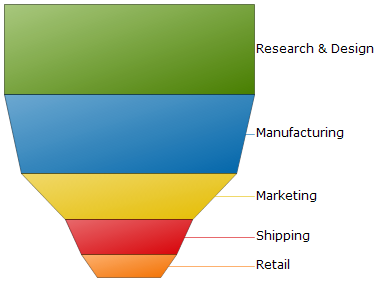 Research & Design
Manufacturing
Marketing
Shipping
Retail